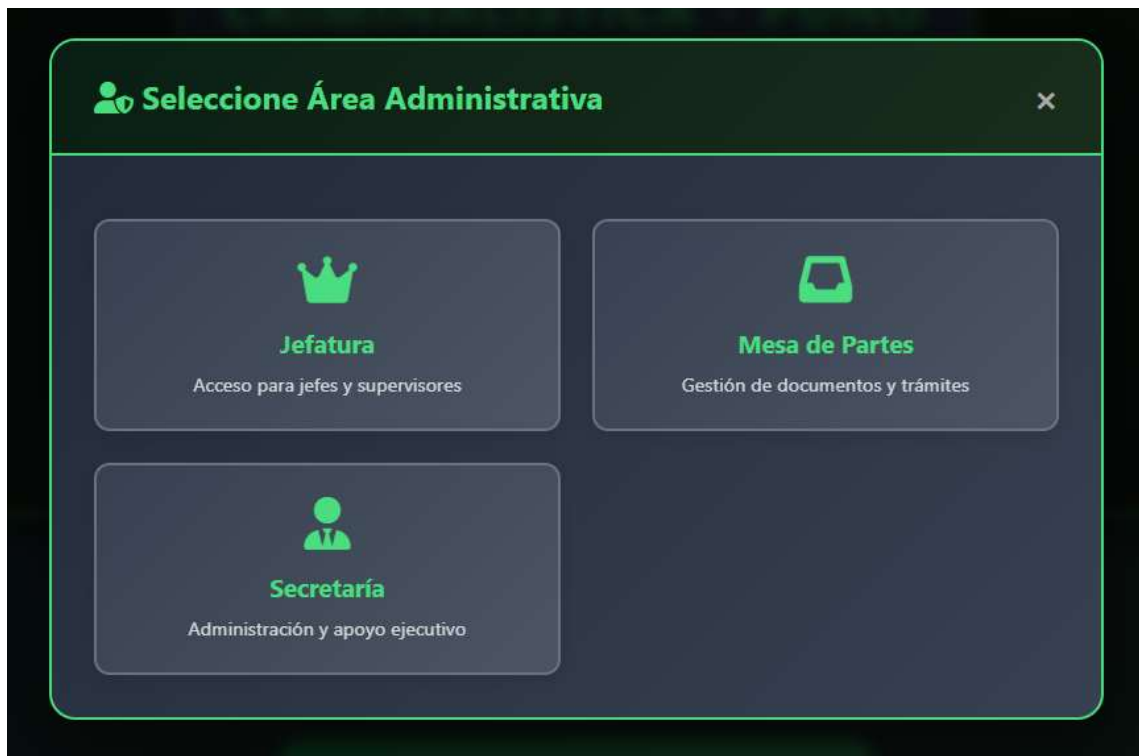 Seleccione Área Administrativa
×
Jefatura
Acceso para jefes y supervisores
Mesa de Partes
Gestión de documentos y trámites
Secretaría
Administración y apoyo ejecutivo